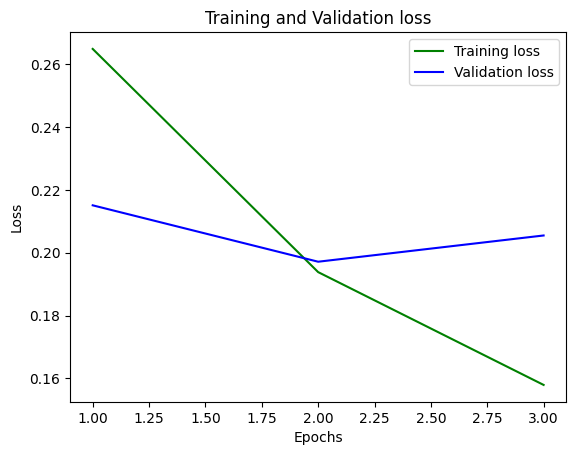 Training and Validation loss
Training loss
Validation loss
0.26
0.24
0.22
0.20
0.18
0.16
Loss
1.00 1.25 1.50 1.75 2.00 2.25 2.50 2.75 3.00
Epochs